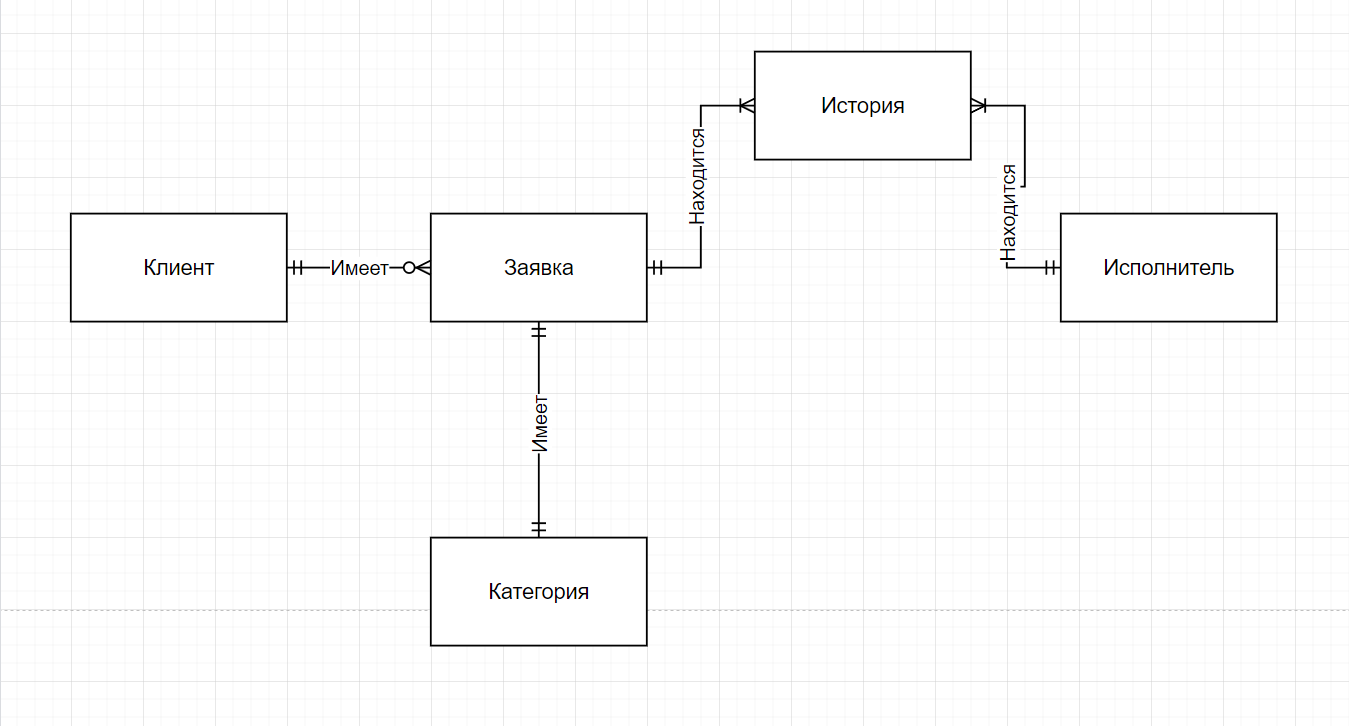 История
Находится
Находится
Клиент
Имеет
Заявка
Исполнитель
Имеет
Категория